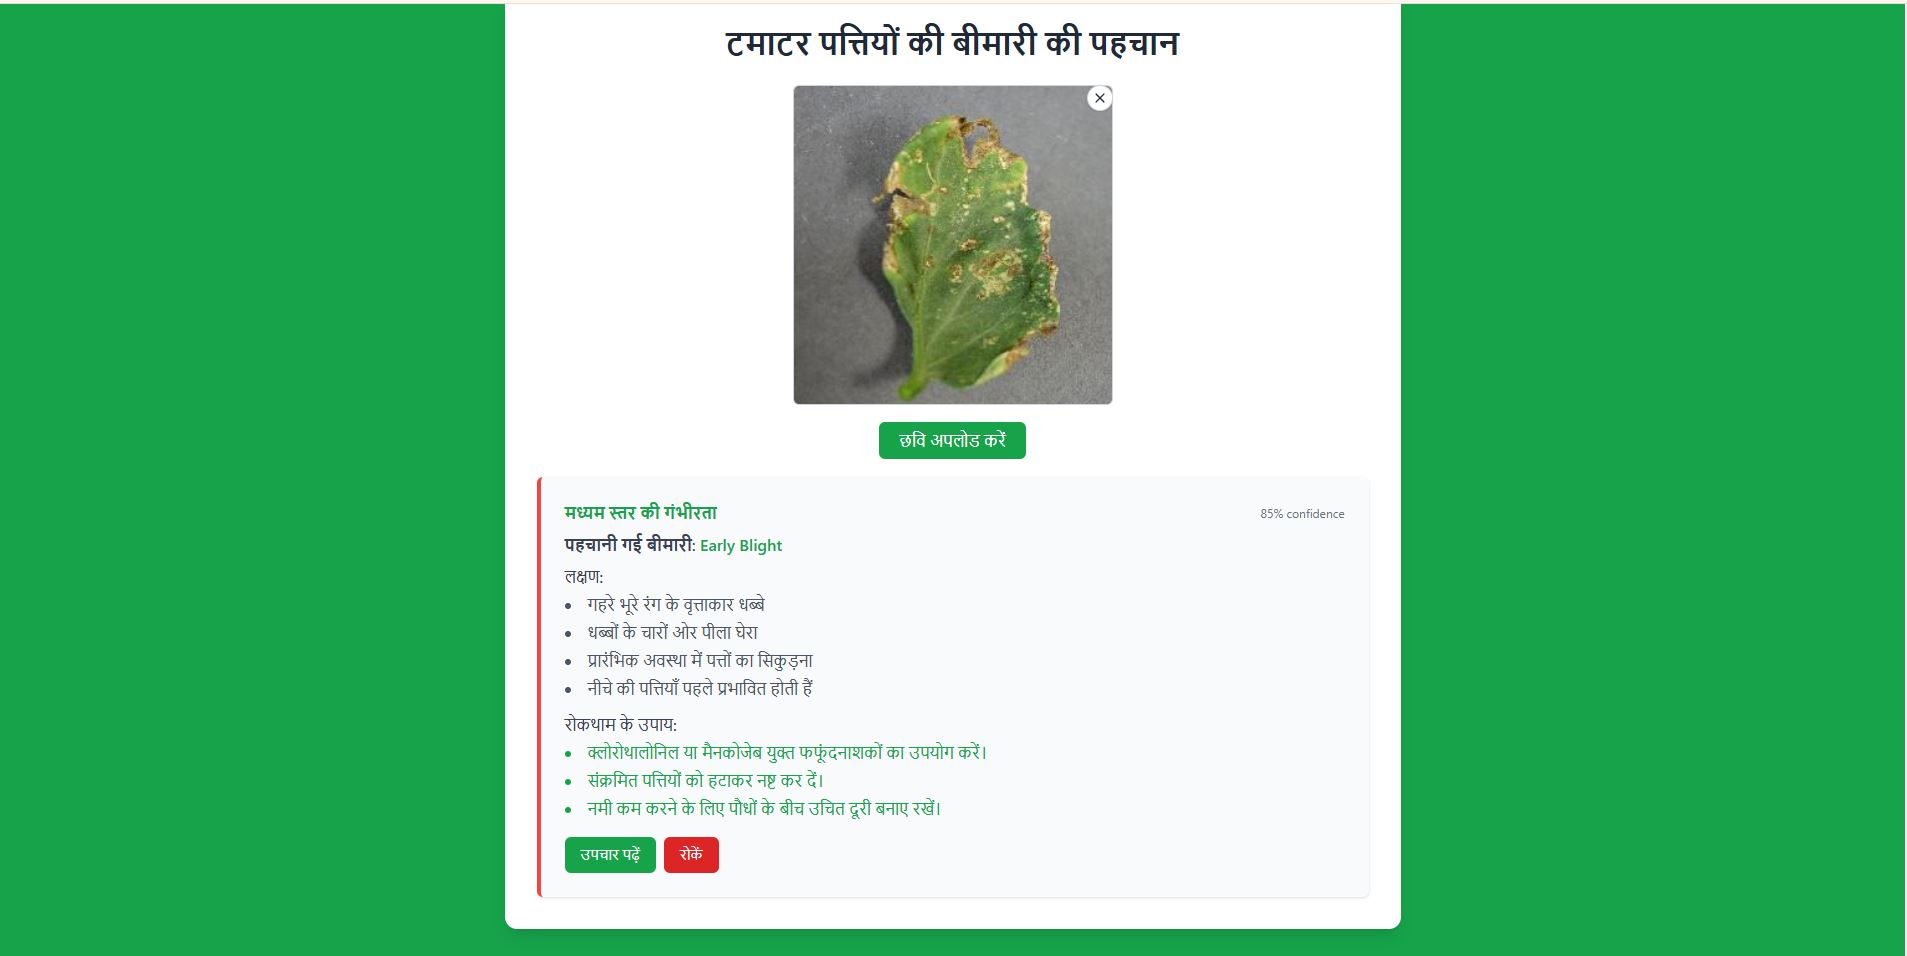 टमाटर पत्तियों की बीमारी की पहचान
छवि अपलोड करें
मध्यम स्तर की गंभीरता
85% confidence
पहचानी गई बीमारी: Early Blight
लक्षण:
• गहरे भूरे रंग के वृत्ताकार धब्बे
• धब्बों के चारों ओर पीला घेरा
• प्रारंभिक अवस्था में पत्तों का सिकुड़ना
• नीचे की पत्तियाँ पहले प्रभावित होती हैं
रोकथाम के उपाय:
• क्लोरोथालोनिल या मैनकोजेब युक्त फफूंदनाशकों का उपयोग करें।
• संक्रमित पत्तियों को हटाकर नष्ट कर दें।
• नमी कम करने के लिए पौधों के बीच उचित दूरी बनाए रखें।
उपचार पढ़ें
रोकें